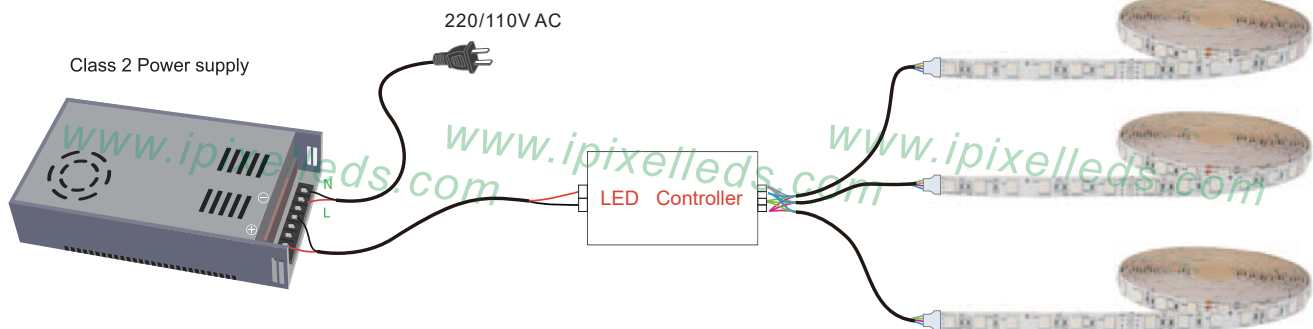 220/110V AC
Class 2 Power supply
www.ipixelleds.com
www.ipixelleds.com
www.ipixelleds.com
N
L
LED Controller